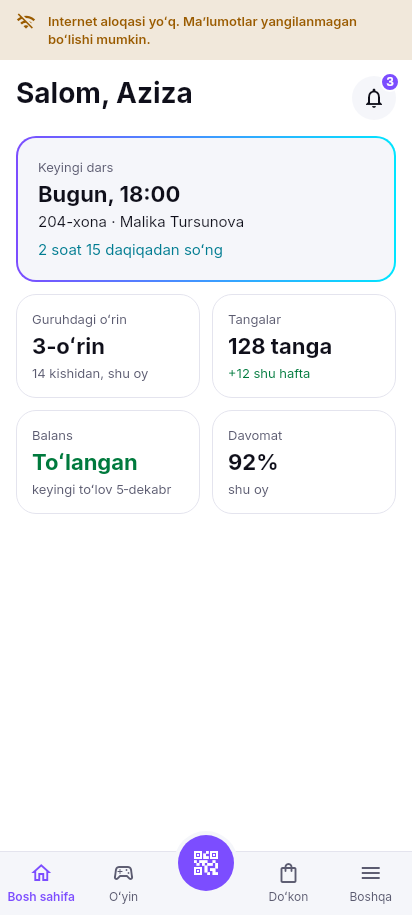 Internet aloqasi yoʻq. Maʼlumotlar yangilanmagan
boʻlishi mumkin.
Salom, Aziza
3
Keyingi dars
Bugun, 18:00
204-xona · Malika Tursunova
2 soat 15 daqiqadan soʻng
Guruhdagi oʻrin
3-oʻrin
14 kishidan, shu oy
Tangalar
128 tanga
+12 shu hafta
Balans
Toʻlangan
keyingi toʻlov 5-dekabr
Davomat
92%
shu oy
Bosh sahifa
Oʻyin
Doʻkon
Boshqa